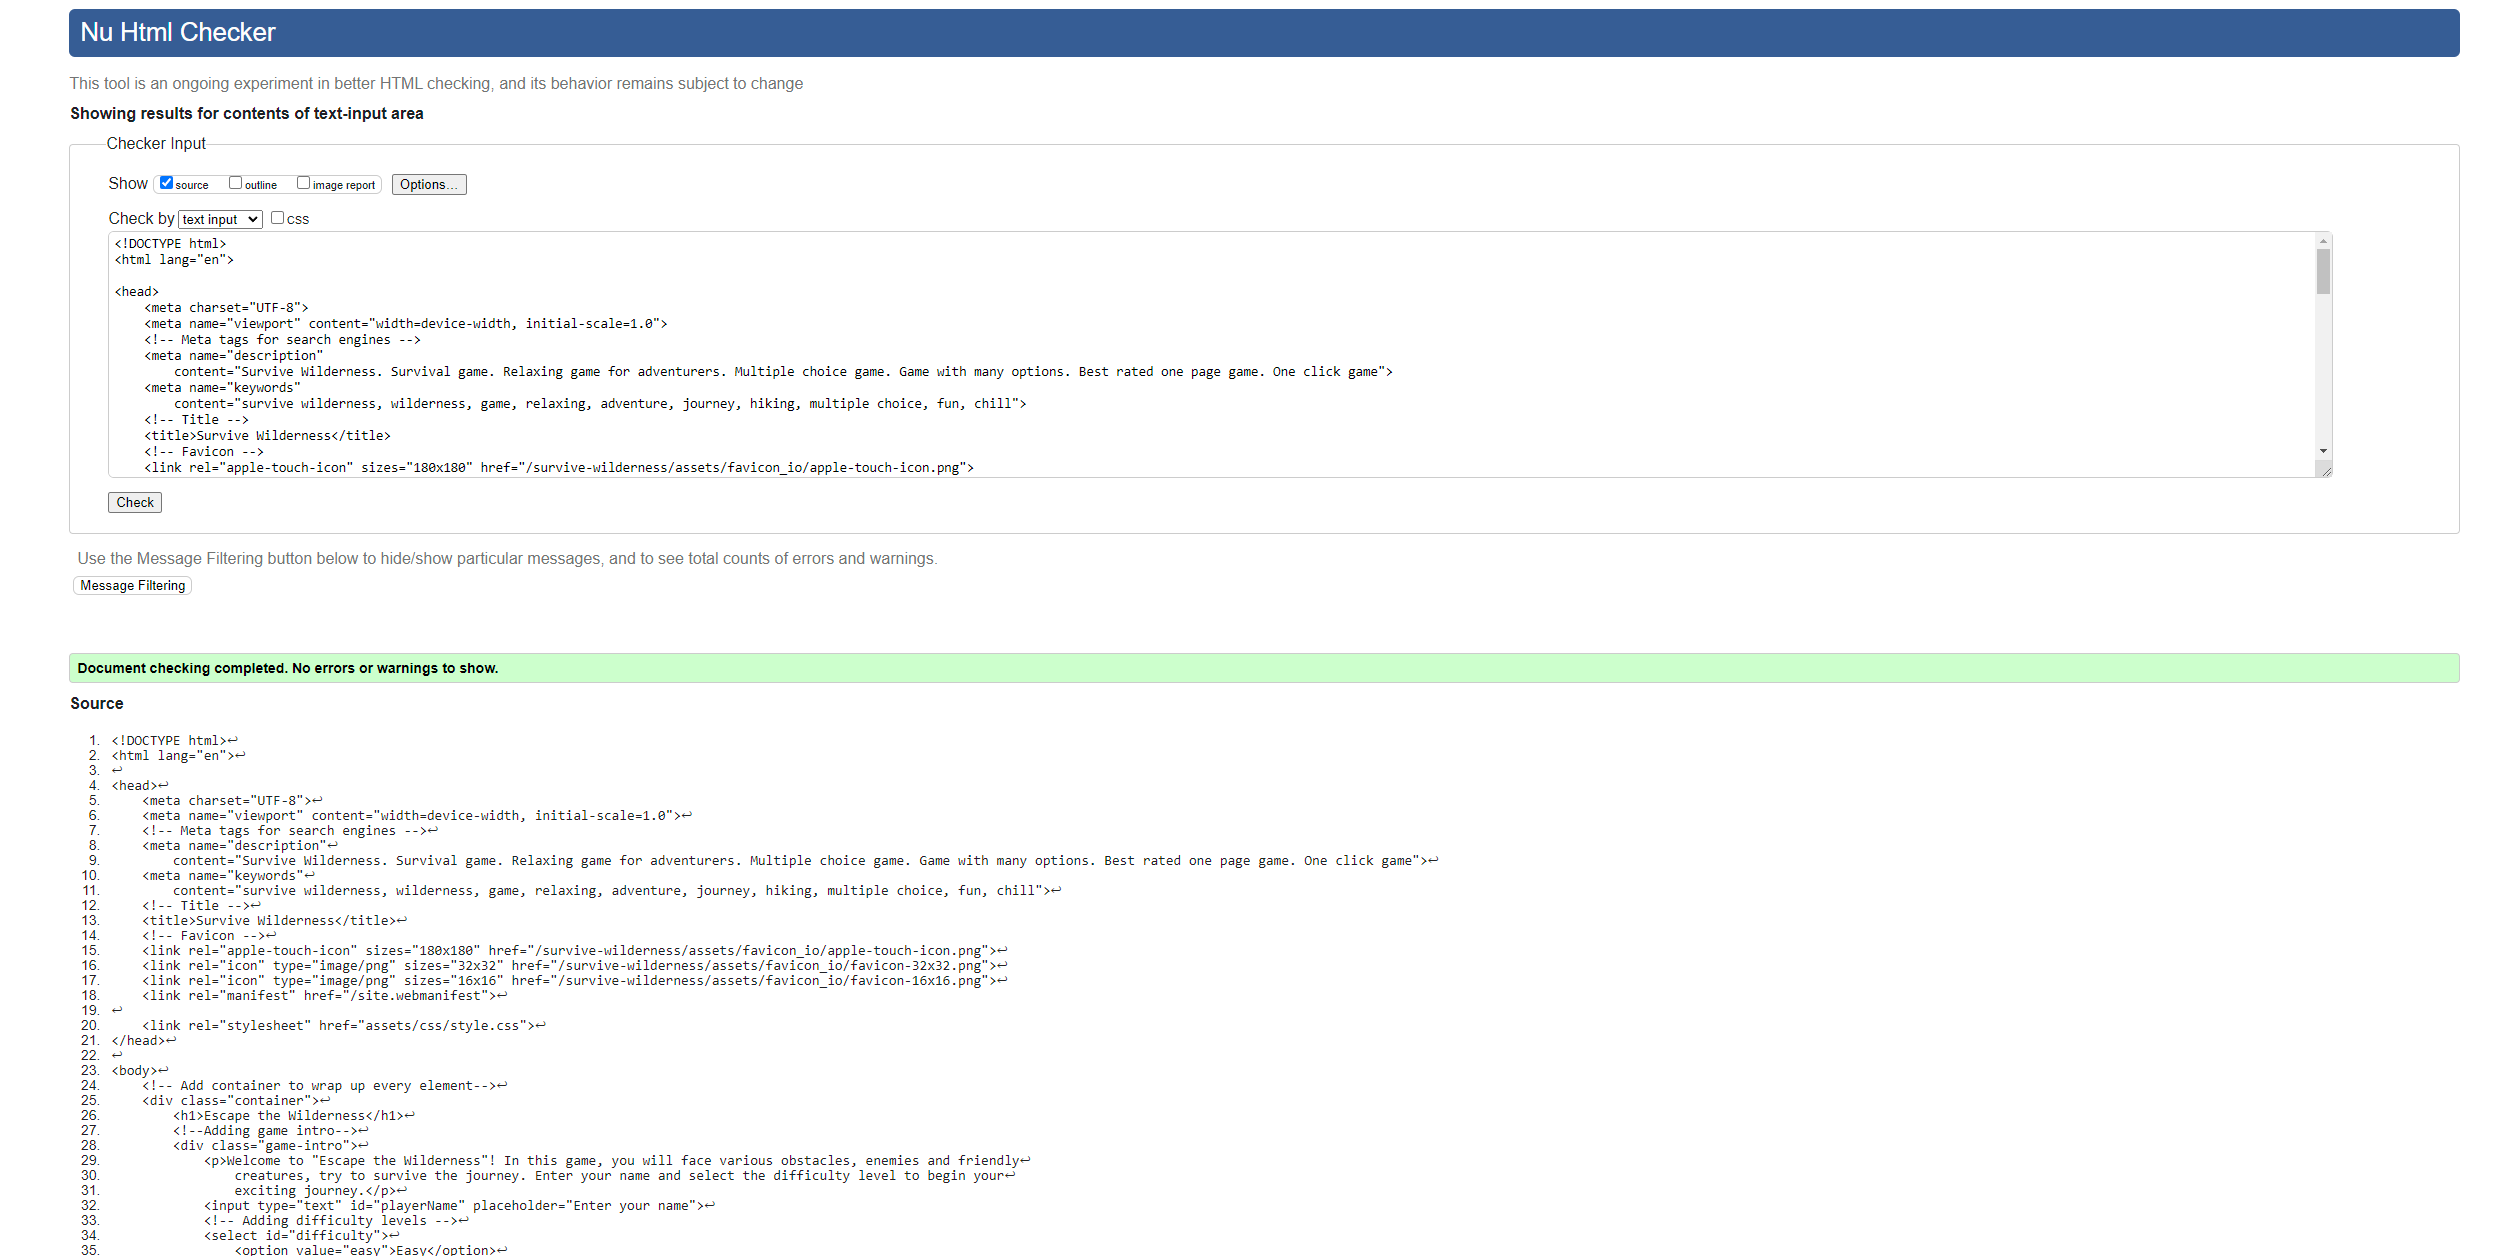 Nu Html Checker
This tool is an ongoing experiment in better HTML checking, and its behavior remains subject to change
Showing results for contents of text-input area
Checker Input
Show source outline image report Options...
Check by text input css
<!DOCTYPE html>
<html lang="en">
<head>
    <meta charset="UTF-8">
    <meta name="viewport" content="width=device-width, initial-scale=1.0">
    <!-- Meta tags for search engines -->
    <meta name="description"
        content="Survive Wilderness. Survival game. Relaxing game for adventurers. Multiple choice game. Game with many options. Best rated one page game. One click game">
    <meta name="keywords"
        content="survive wilderness, wilderness, game, relaxing, adventure, journey, hiking, multiple choice, fun, chill">
    <!-- Title -->
    <title>Survive Wilderness</title>
    <!-- Favicon -->
    <link rel="apple-touch-icon" sizes="180x180" href="/survive-wilderness/assets/favicon_io/apple-touch-icon.png">
Check
Use the Message Filtering button below to hide/show particular messages, and to see total counts of errors and warnings.
Message Filtering
Document checking completed. No errors or warnings to show.
Source
1. <!DOCTYPE html>↩
2. <html lang="en">↩
3. ↩
4. <head>↩
5.     <meta charset="UTF-8">↩
6.     <meta name="viewport" content="width=device-width, initial-scale=1.0">↩
7.     <!-- Meta tags for search engines -->↩
8.     <meta name="description"↩
9.         content="Survive Wilderness. Survival game. Relaxing game for adventurers. Multiple choice game. Game with many options. Best rated one page game. One click game">↩
10.     <meta name="keywords"↩
11.         content="survive wilderness, wilderness, game, relaxing, adventure, journey, hiking, multiple choice, fun, chill">↩
12.     <!-- Title -->↩
13.     <title>Survive Wilderness</title>↩
14.     <!-- Favicon -->↩
15.     <link rel="apple-touch-icon" sizes="180x180" href="/survive-wilderness/assets/favicon_io/apple-touch-icon.png">↩
16.     <link rel="icon" type="image/png" sizes="32x32" href="/survive-wilderness/assets/favicon_io/favicon-32x32.png">↩
17.     <link rel="icon" type="image/png" sizes="16x16" href="/survive-wilderness/assets/favicon_io/favicon-16x16.png">↩
18.     <link rel="manifest" href="/site.webmanifest">↩
19. ↩
20.     <link rel="stylesheet" href="assets/css/style.css">↩
21. </head>↩
22. ↩
23. <body>↩
24.     <!-- Add container to wrap up every element-->↩
25.     <div class="container">↩
26.         <h1>Escape the Wilderness</h1>↩
27.         <!--Adding game intro-->↩
28.         <div class="game-intro">↩
29.             <p>Welcome to "Escape the Wilderness"! In this game, you will face various obstacles, enemies and friendly↩
30.                 creatures, try to survive the journey. Enter your name and select the difficulty level to begin your↩
31.                 exciting journey.</p>↩
32.             <input type="text" id="playerName" placeholder="Enter your name">↩
33.             <!-- Adding difficulty levels -->↩
34.             <select id="difficulty">↩
35.                 <option value="easy">Easy</option>↩